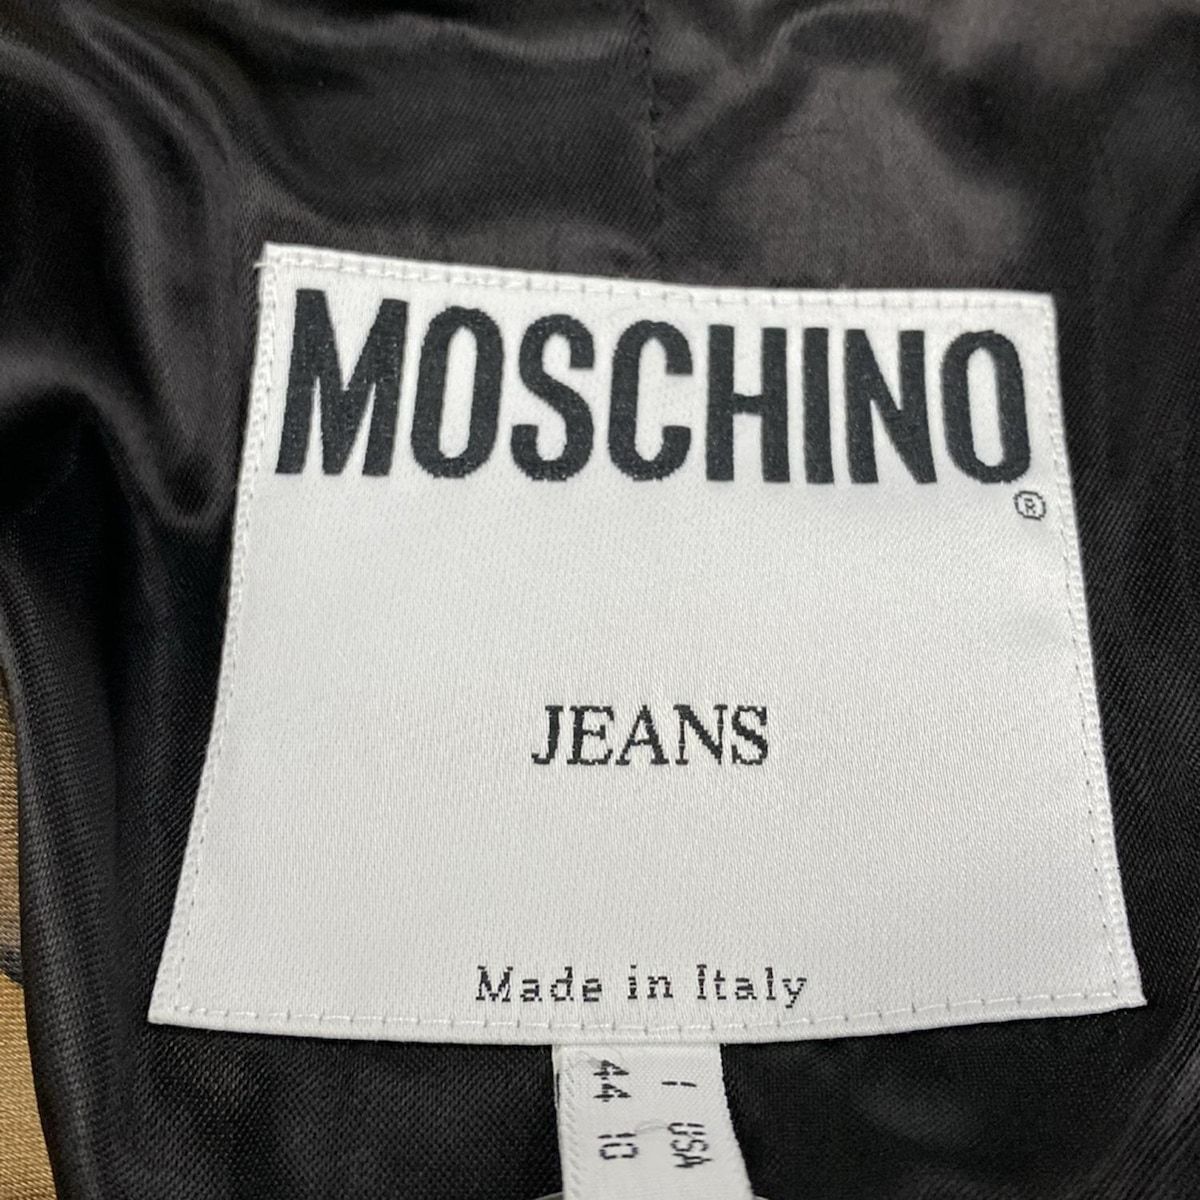 MOSCHINO
®
JEANS
Made in Italy
I USA
44 10